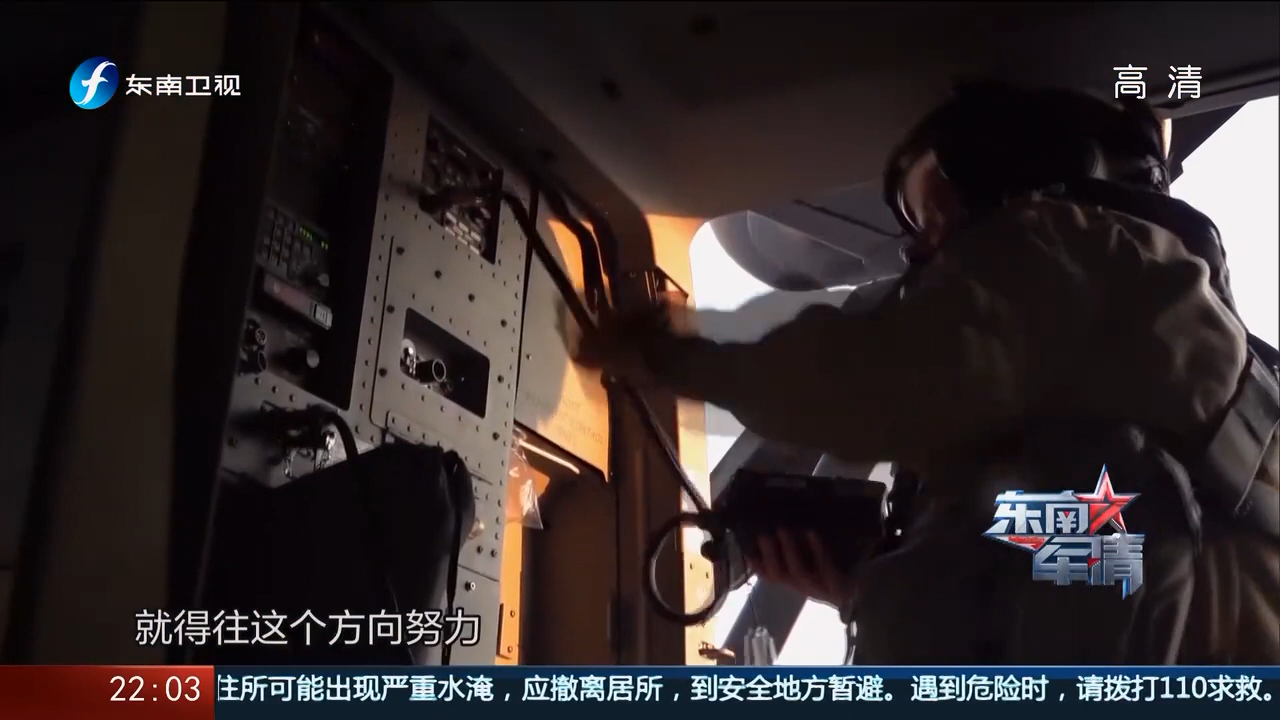 东南卫视
高清
东南
军情
就得往这个方向努力
22:03
住所可能出现严重水淹，应撤离居所，到安全地方暂避。遇到危险时，请拨打110求救。